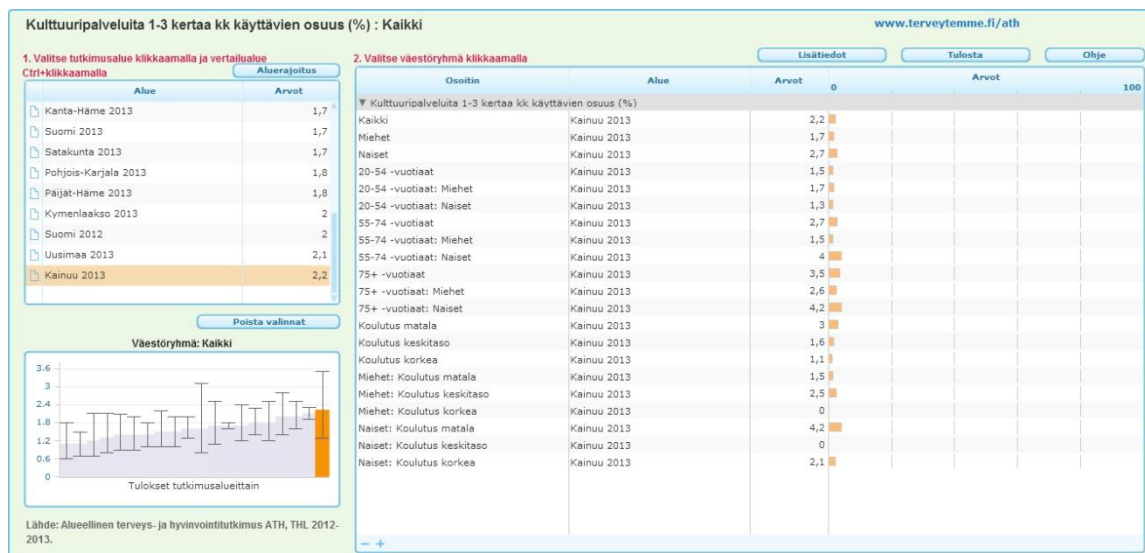 Kulttuuripalveluita 1-3 kertaa kk käyttävien osuus (%) : Kaikki
www.terveytemme.fi/ath
1. Valitse tutkimusalue klikkaamalla ja vertailualue
Ctrl+klikkaamalla
Aluerajoitus
Alue Arvot
Kanta-Häme 2013 1,7
Suomi 2013 1,7
Satakunta 2013 1,7
Pohjois-Karjala 2013 1,8
Päijät-Häme 2013 1,8
Kymenlaakso 2013 2
Suomi 2012 2
Uusimaa 2013 2,1
Kainuu 2013 2,2
Poista valinnat
Väestöryhmä: Kaikki
3.6
3
2.4
1.8
1.2
0.6
0
Tulokset tutkimusalueittain
Lähde: Alueellinen terveys- ja hyvinvointitutkimus ATH, THL 2012-
2013.
2. Valitse väestöryhmä klikkaamalla
Lisätiedot Tulosta Ohje
Osoitin Alue Arvot Arvot
0 100
▼ Kulttuuripalveluita 1-3 kertaa kk käyttävien osuus (%)
Kaikki Kainuu 2013 2,2
Miehet Kainuu 2013 1,7
Naiset Kainuu 2013 2,7
20-54 -vuotiaat Kainuu 2013 1,5
20-54 -vuotiaat: Miehet Kainuu 2013 1,7
20-54 -vuotiaat: Naiset Kainuu 2013 1,3
55-74 -vuotiaat Kainuu 2013 2,7
55-74 -vuotiaat: Miehet Kainuu 2013 1,5
55-74 -vuotiaat: Naiset Kainuu 2013 4
75+ -vuotiaat Kainuu 2013 3,5
75+ -vuotiaat: Miehet Kainuu 2013 2,6
75+ -vuotiaat: Naiset Kainuu 2013 4,2
Koulutus matala Kainuu 2013 3
Koulutus keskitaso Kainuu 2013 1,6
Koulutus korkea Kainuu 2013 1,1
Miehet: Koulutus matala Kainuu 2013 1,5
Miehet: Koulutus keskitaso Kainuu 2013 2,5
Miehet: Koulutus korkea Kainuu 2013 0
Naiset: Koulutus matala Kainuu 2013 4,2
Naiset: Koulutus keskitaso Kainuu 2013 0
Naiset: Koulutus korkea Kainuu 2013 2,1
− +